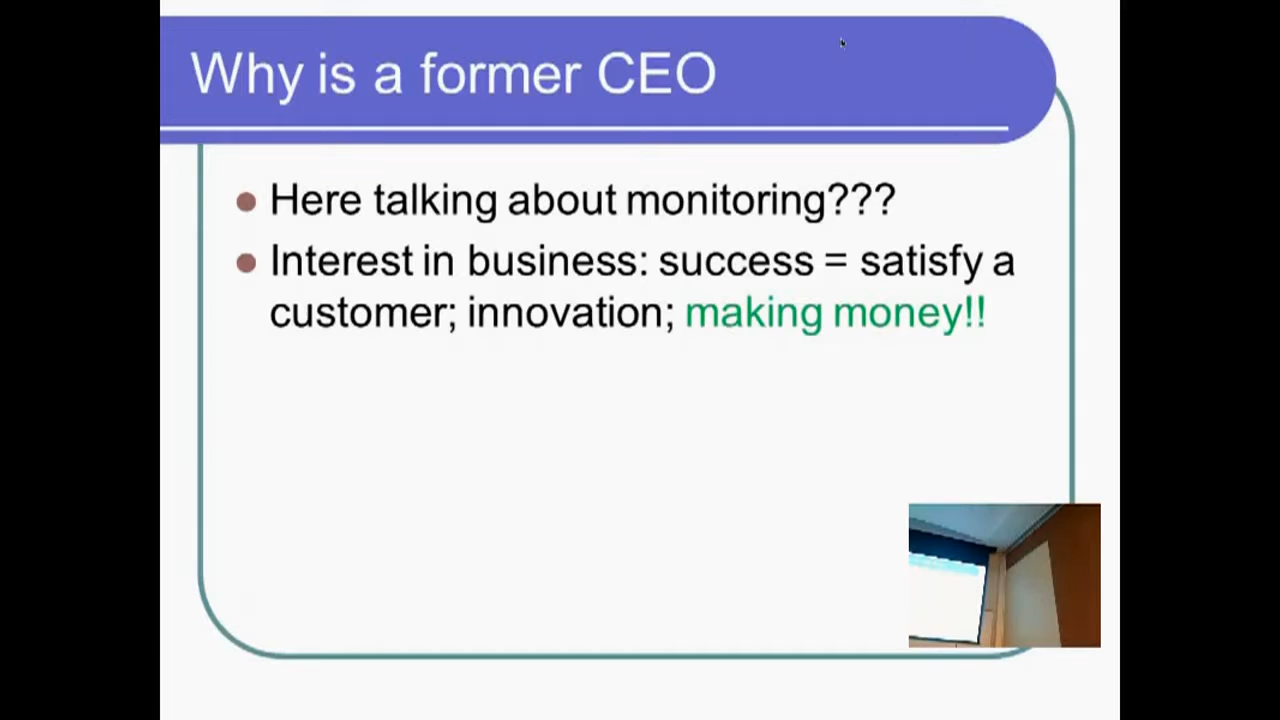 Why is a former CEO
Here talking about monitoring???
Interest in business: success = satisfy a
customer; innovation; making money!!